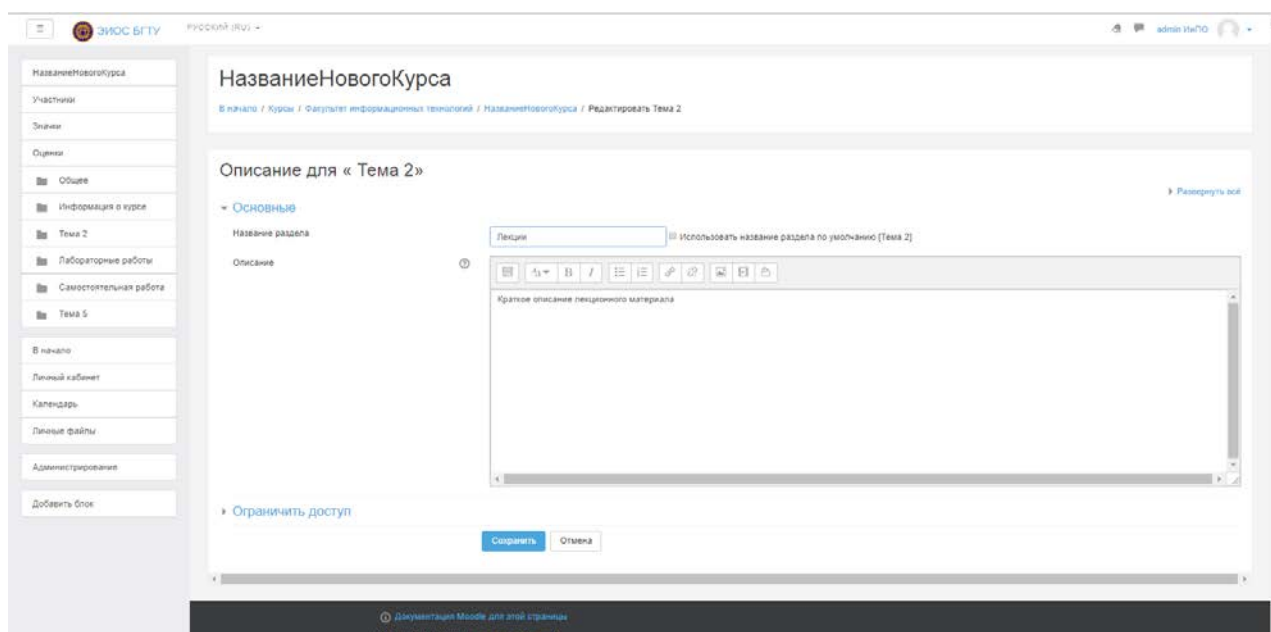 ЭИОС БГТУ
РУССКИЙ (RU)
admin ИиПО
НазваниеНовогоКурса
Участники
Значки
Оценки
Общее
Информация о курсе
Тема 2
Лабораторные работы
Самостоятельная работа
Тема 5
В начало
Личный кабинет
Календарь
Личные файлы
Администрирование
Добавить блок
НазваниеНовогоКурса
В начало / Курсы / Факультет информационных технологий / НазваниеНовогоКурса / Редактировать Тема 2
Описание для « Тема 2»
Развернуть всё
Основные
Название раздела
Лекции
Использовать название раздела по умолчанию [Тема 2]
Описание
B I
Краткое описание лекционного материала
Ограничить доступ
Сохранить
Отмена
Документация Moodle для этой страницы